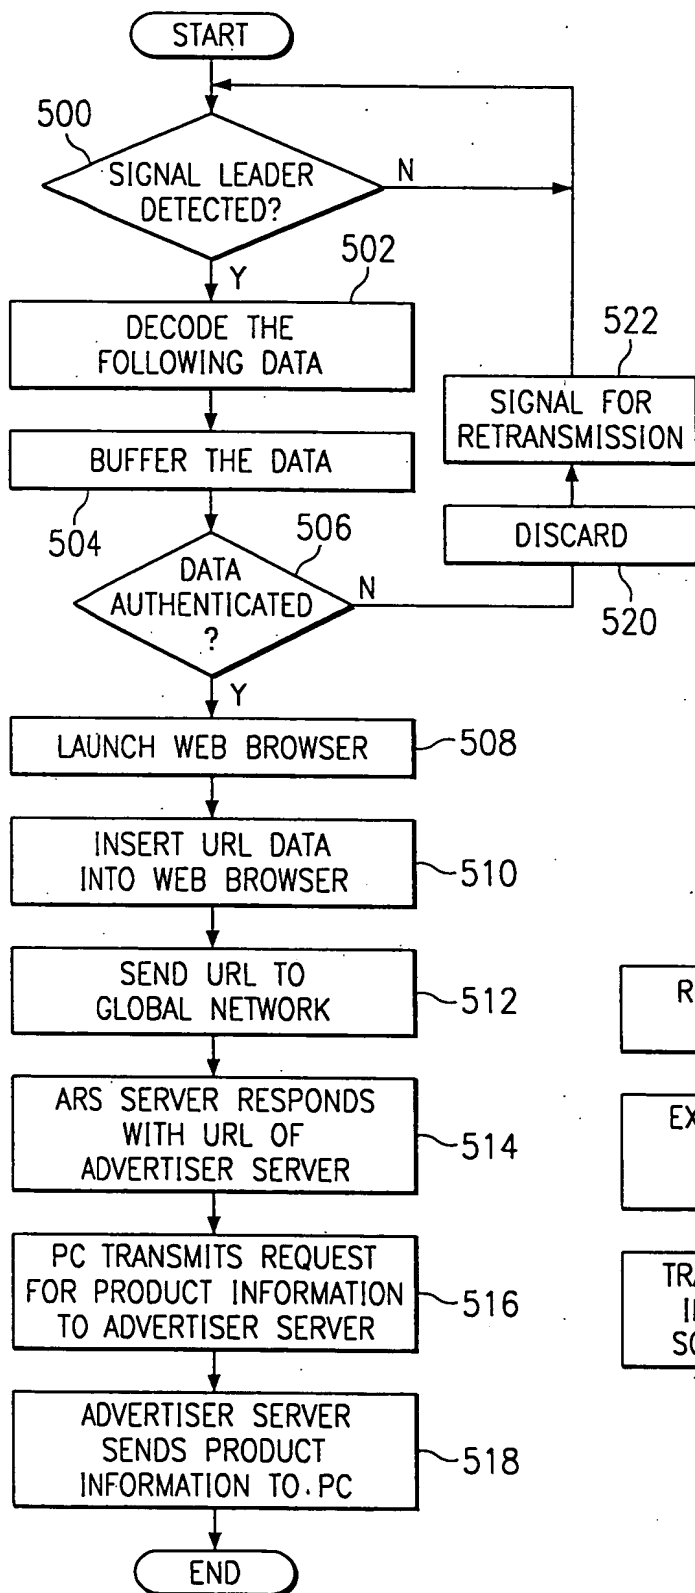 START
500
SIGNAL LEADER
DETECTED?
N
Y
502
DECODE THE
FOLLOWING DATA
522
SIGNAL FOR
RETRANSMISSION
BUFFER THE DATA
504
506
DISCARD
520
DATA
AUTHENTICATED
?
N
Y
LAUNCH WEB BROWSER
508
INSERT URL DATA
INTO WEB BROWSER
510
SEND URL TO
GLOBAL NETWORK
512
ARS SERVER RESPONDS
WITH URL OF
ADVERTISER SERVER
514
PC TRANSMITS REQUEST
FOR PRODUCT INFORMATION
TO ADVERTISER SERVER
516
ADVERTISER SERVER
SENDS PRODUCT
INFORMATION TO PC
518
END